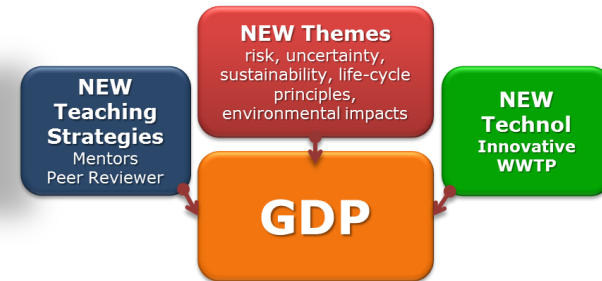 NEW
Teaching
Strategies
Mentors
Peer Reviewer
NEW Themes
risk, uncertainty,
sustainability, life-cycle
principles,
environmental impacts
NEW
Technol
Innovative
WWTP
GDP